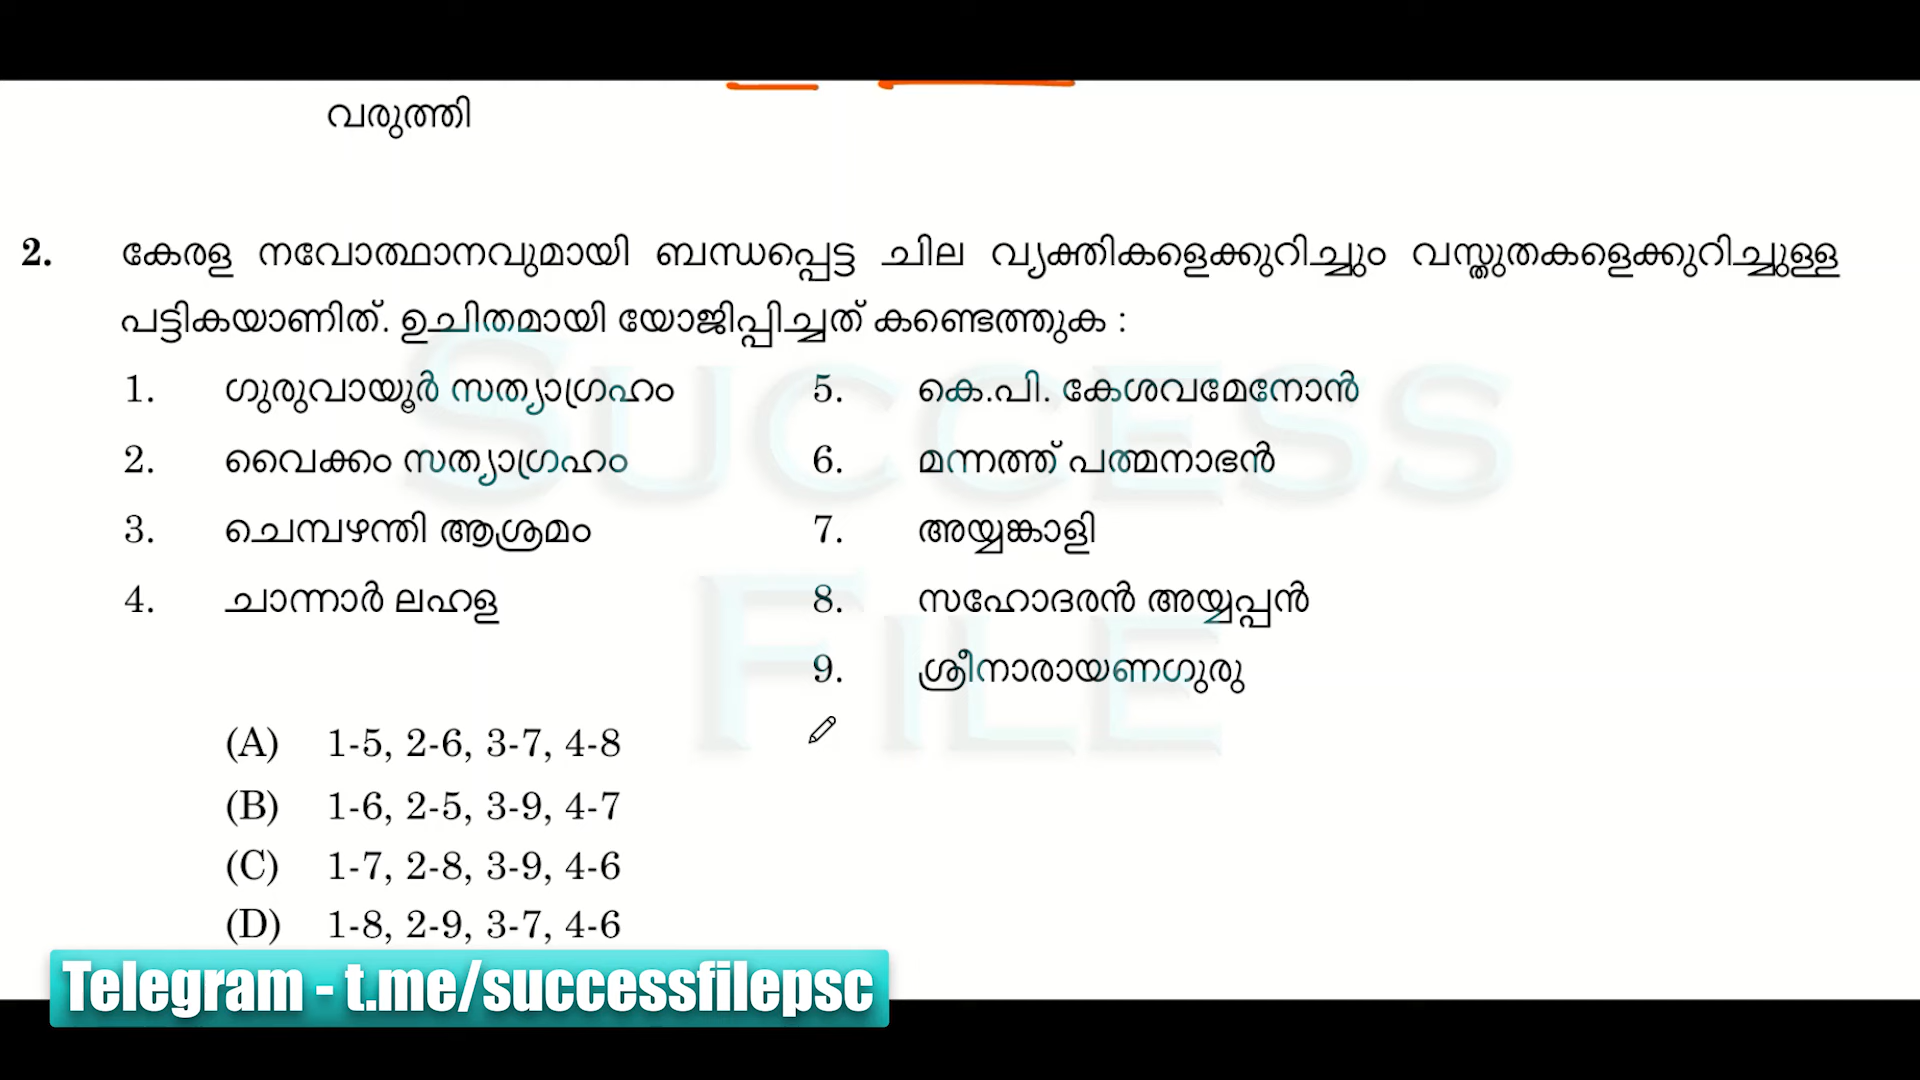 വരുത്തി
2. കേരള നവോത്ഥാനവുമായി ബന്ധപ്പെട്ട ചില വ്യക്തികളെക്കുറിച്ചും വസ്തുതകളെക്കുറിച്ചുള്ള
പട്ടികയാണിത്. ഉചിതമായി യോജിപ്പിച്ചത് കണ്ടെത്തുക :
1. ഗുരുവായൂർ സത്യാഗ്രഹം 5. കെ.പി. കേശവമേനോൻ
2. വൈക്കം സത്യാഗ്രഹം 6. മന്നത്ത് പത്മനാഭൻ
3. ചെമ്പഴന്തി ആശ്രമം 7. അയ്യങ്കാളി
4. ചാന്നാർ ലഹള 8. സഹോദരൻ അയ്യപ്പൻ
9. ശ്രീനാരായണഗുരു
(A) 1-5, 2-6, 3-7, 4-8
(B) 1-6, 2-5, 3-9, 4-7
(C) 1-7, 2-8, 3-9, 4-6
(D) 1-8, 2-9, 3-7, 4-6
SUCCESS
FILE
Telegram - t.me/successfilepsc